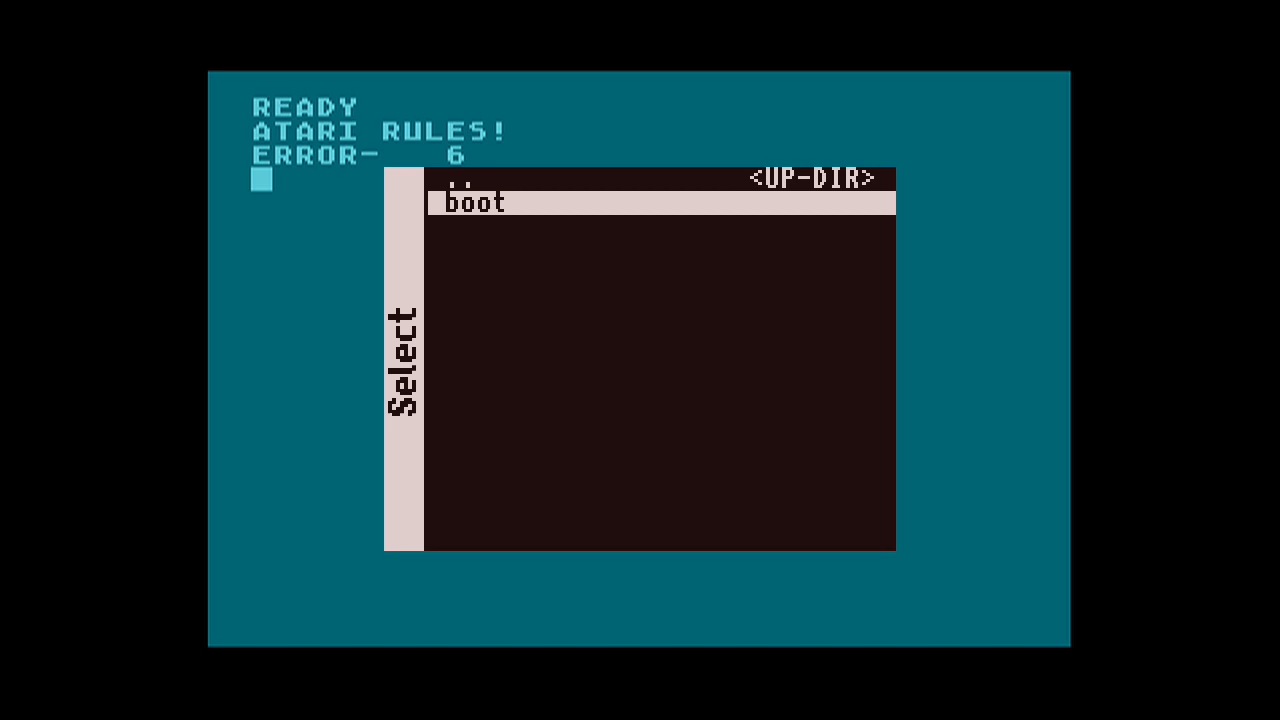 READY
ATARI RULES!
ERROR-   6
.. <UP-DIR>
boot
Select